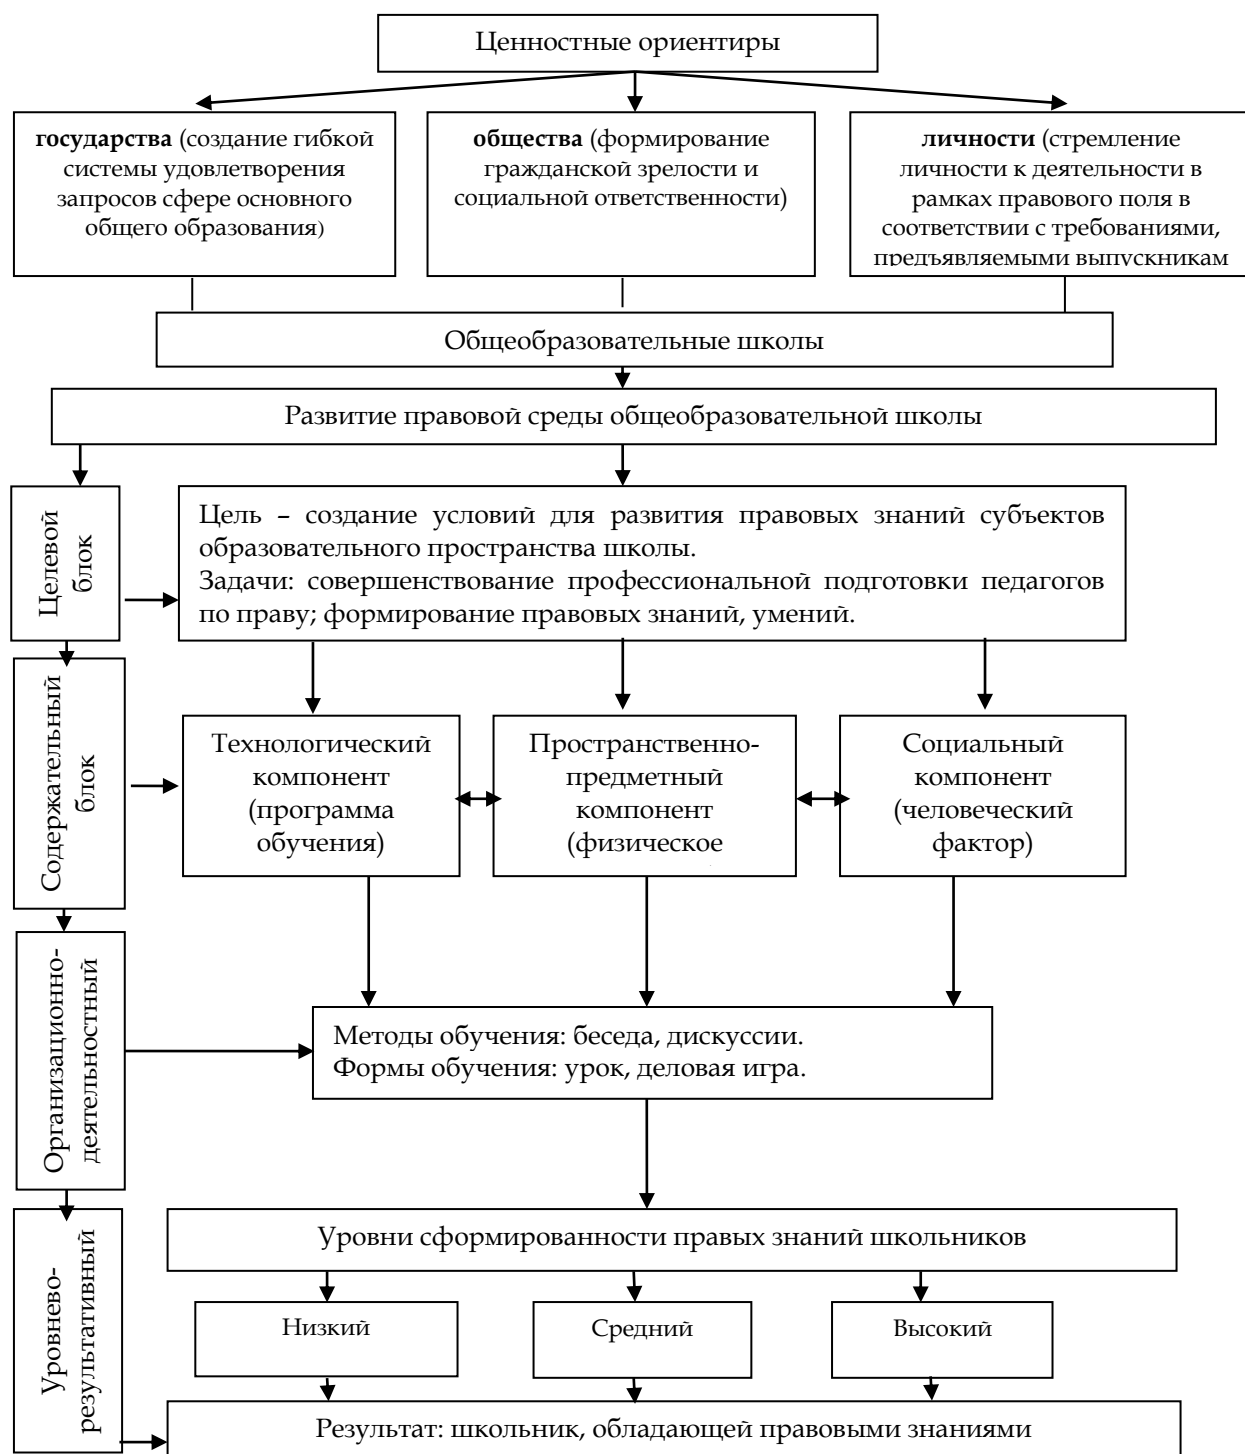 Ценностные ориентиры
государства (создание гибкой
системы удовлетворения
запросов сфере основного
общего образования)
общества (формирование
гражданской зрелости и
социальной ответственности)
личности (стремление
личности к деятельности в
рамках правового поля в
соответствии с требованиями,
предъявляемыми выпускникам
Общеобразовательные школы
Развитие правовой среды общеобразовательной школы
Целевой
блок
Цель – создание условий для развития правовых знаний субъектов
образовательного пространства школы.
Задачи: совершенствование профессиональной подготовки педагогов
по праву; формирование правовых знаний, умений.
Содержательный
блок
Технологический
компонент
(программа
обучения)
Пространственно-
предметный
компонент
(физическое
Социальный
компонент
(человеческий
фактор)
Организационно-
деятельностный
Методы обучения: беседа, дискуссии.
Формы обучения: урок, деловая игра.
Уровнево-
результативный
Уровни сформированности правых знаний школьников
Низкий
Средний
Высокий
Результат: школьник, обладающей правовыми знаниями